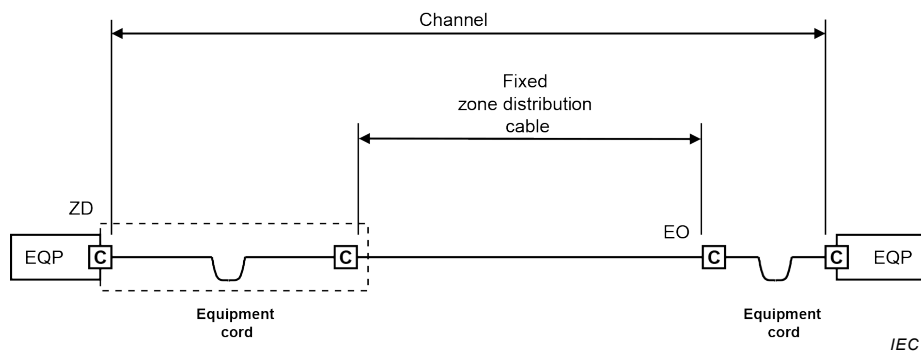 Channel
Fixed
zone distribution
cable
ZD
EO
EQP
C
C
C
C
EQP
Equipment
cord
Equipment
cord
IEC